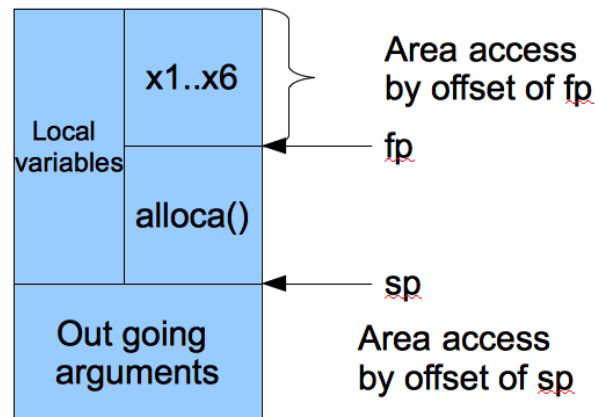 x1..x6
Area access
by offset of fp
Local
variables
fp
alloca()
sp
Out going
arguments
Area access
by offset of sp